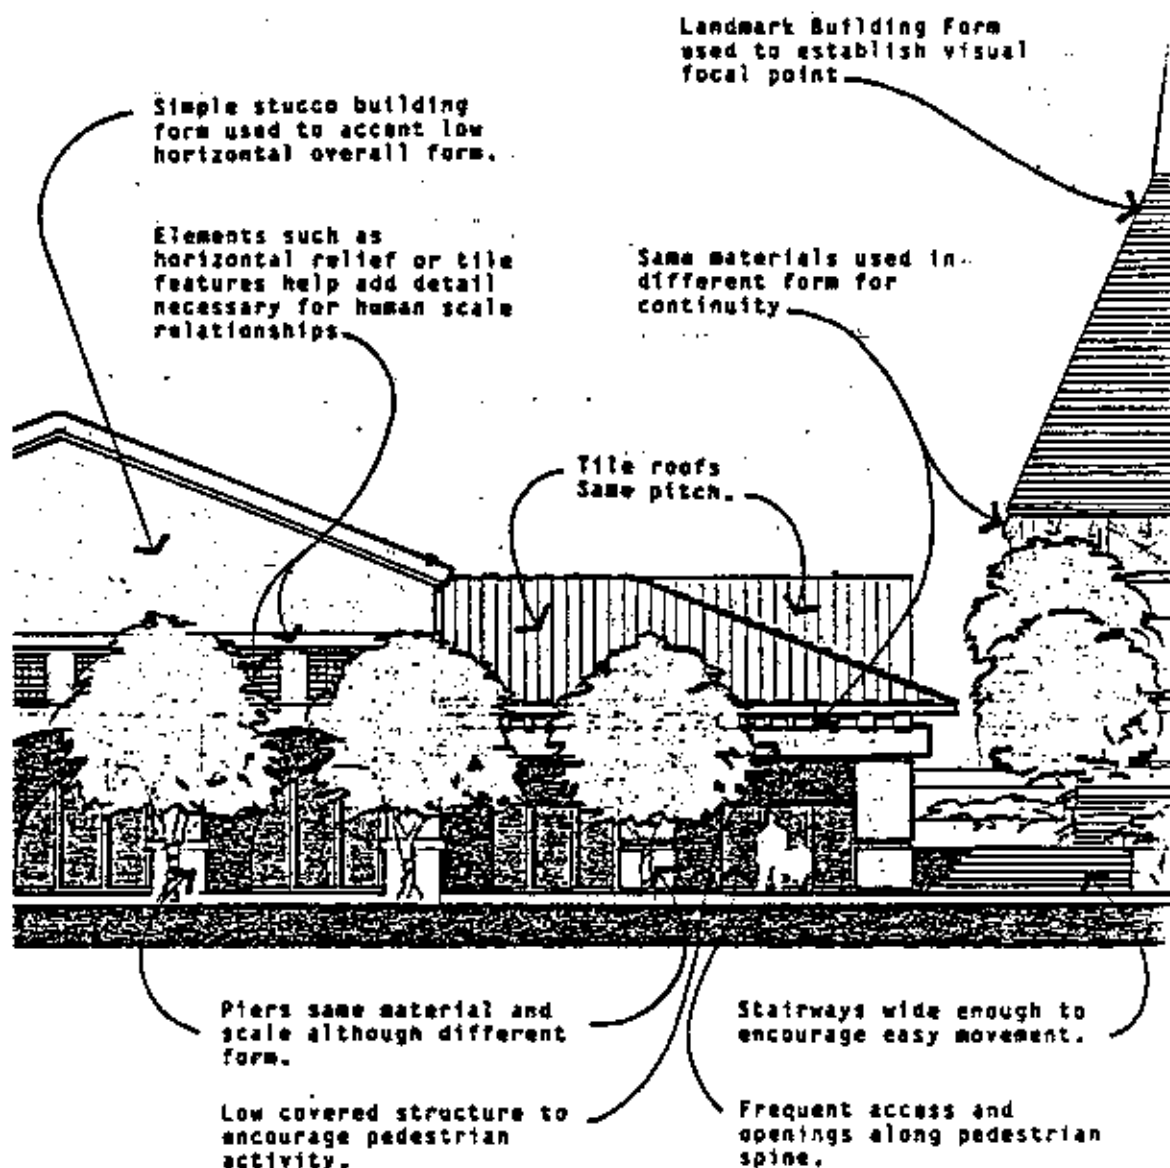 Landmark Building Form
used to establish visual
focal point
Simple stucco building
form used to accent low
horizontal overall form.
Elements such as
horizontal relief or tile
features help add detail
necessary for human scale
relationships
Same materials used in
different form for
continuity
Tile roofs
Same pitch.
Piers same material and
scale although different
form.
Stairways wide enough to
encourage easy movement.
Low covered structure to
encourage pedestrian
activity.
Frequent access and
openings along pedestrian
spine.